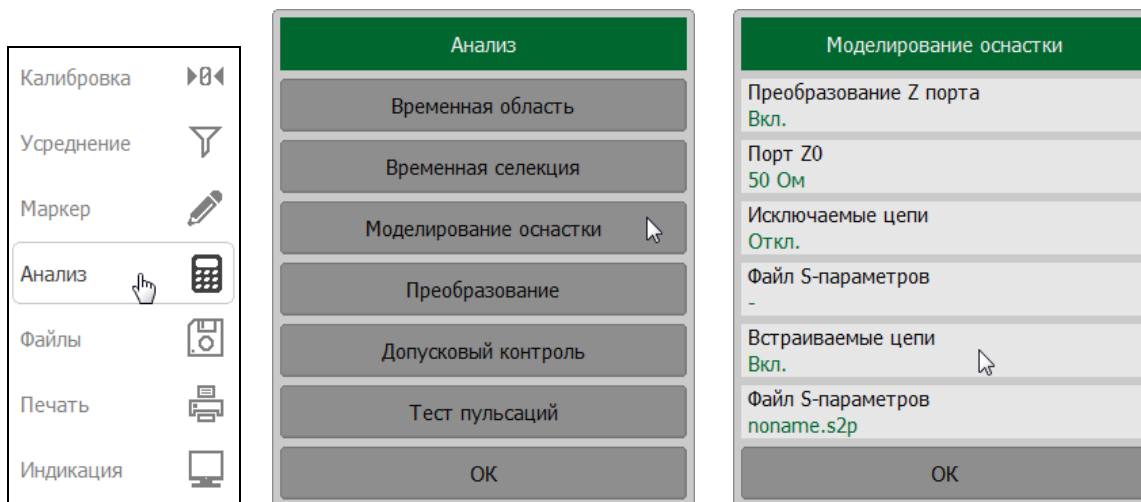 Калибровка
Усреднение
Маркер
Анализ
Файлы
Печать
Индикация
Анализ
Временная область
Временная селекция
Моделирование оснастки
Преобразование
Допусковый контроль
Тест пульсаций
ОК
Моделирование оснастки
Преобразование Z порта
Вкл.
Порт Z0
50 Ом
Исключаемые цепи
Откл.
Файл S-параметров
-
Встраиваемые цепи
Вкл.
Файл S-параметров
noname.s2p
ОК